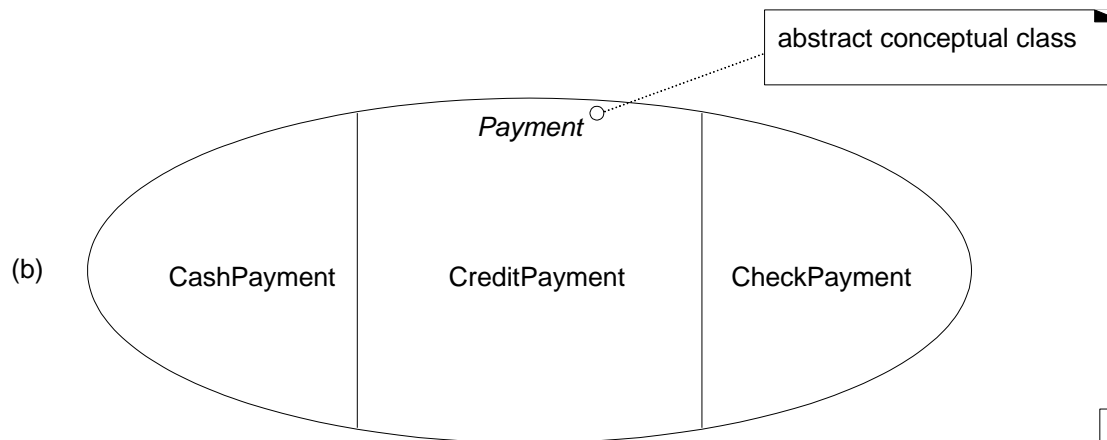 abstract conceptual class
Payment
(b)
CashPayment
CreditPayment
CheckPayment